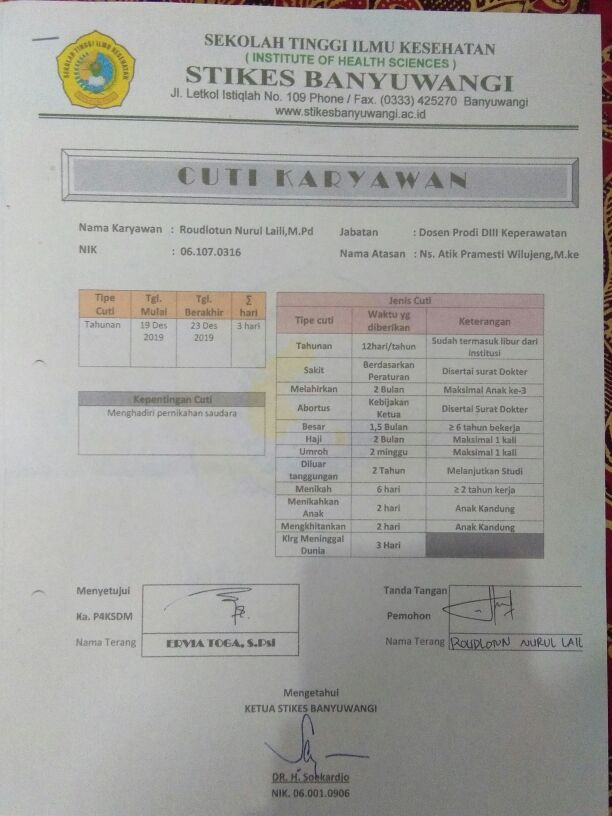 SEKOLAH TINGGI ILMU KESEHATAN
SEKOLAH TINGGI ILMU KESEHATAN
( INSTITUTE OF HEALTH SCIENCES )
STIKES BANYUWANGI
Jl. Letkol Istiqlah No. 109 Phone / Fax. (0333) 425270 Banyuwangi
www.stikesbanyuwangi.ac.id
CUTI KARYAWAN
Nama Karyawan : Roudlotun Nurul Laili,M.Pd
NIK : 06.107.0316
Jabatan : Dosen Prodi DIII Keperawatan
Nama Atasan : Ns. Atik Pramesti Wilujeng,M.ke
Tipe Cuti Tgl. Mulai Tgl. Berakhir ∑ hari
Tahunan 19 Des 2019 23 Des 2019 3 hari
Kepentingan Cuti
Menghadiri pernikahan saudara
Jenis Cuti
Tipe cuti Waktu yg diberikan Keterangan
Tahunan 12hari/tahun Sudah termasuk libur dari Institusi
Sakit Berdasarkan Peraturan Disertai surat Dokter
Melahirkan 2 Bulan Maksimal Anak ke-3
Abortus Kebijakan Ketua Disertai Surat Dokter
Besar 1,5 Bulan ≥ 6 tahun bekerja
Haji 2 Bulan Maksimal 1 kali
Umroh 2 minggu Maksimal 1 kali
Diluar tanggungan 2 Tahun Melanjutkan Studi
Menikah 6 hari ≥ 2 tahun kerja
Menikahkan Anak 2 hari Anak Kandung
Mengkhitankan 2 hari Anak Kandung
Klrg Meninggal Dunia 3 Hari
Menyetujui
Ka. P4KSDM
Nama Terang ERVIA TOGA, S.Psi
Tanda Tangan
Pemohon
Nama Terang ROUDLOTUN NURUL LAIL
Mengetahui
KETUA STIKES BANYUWANGI
DR. H. Soekardjo
NIK. 06.001.0906